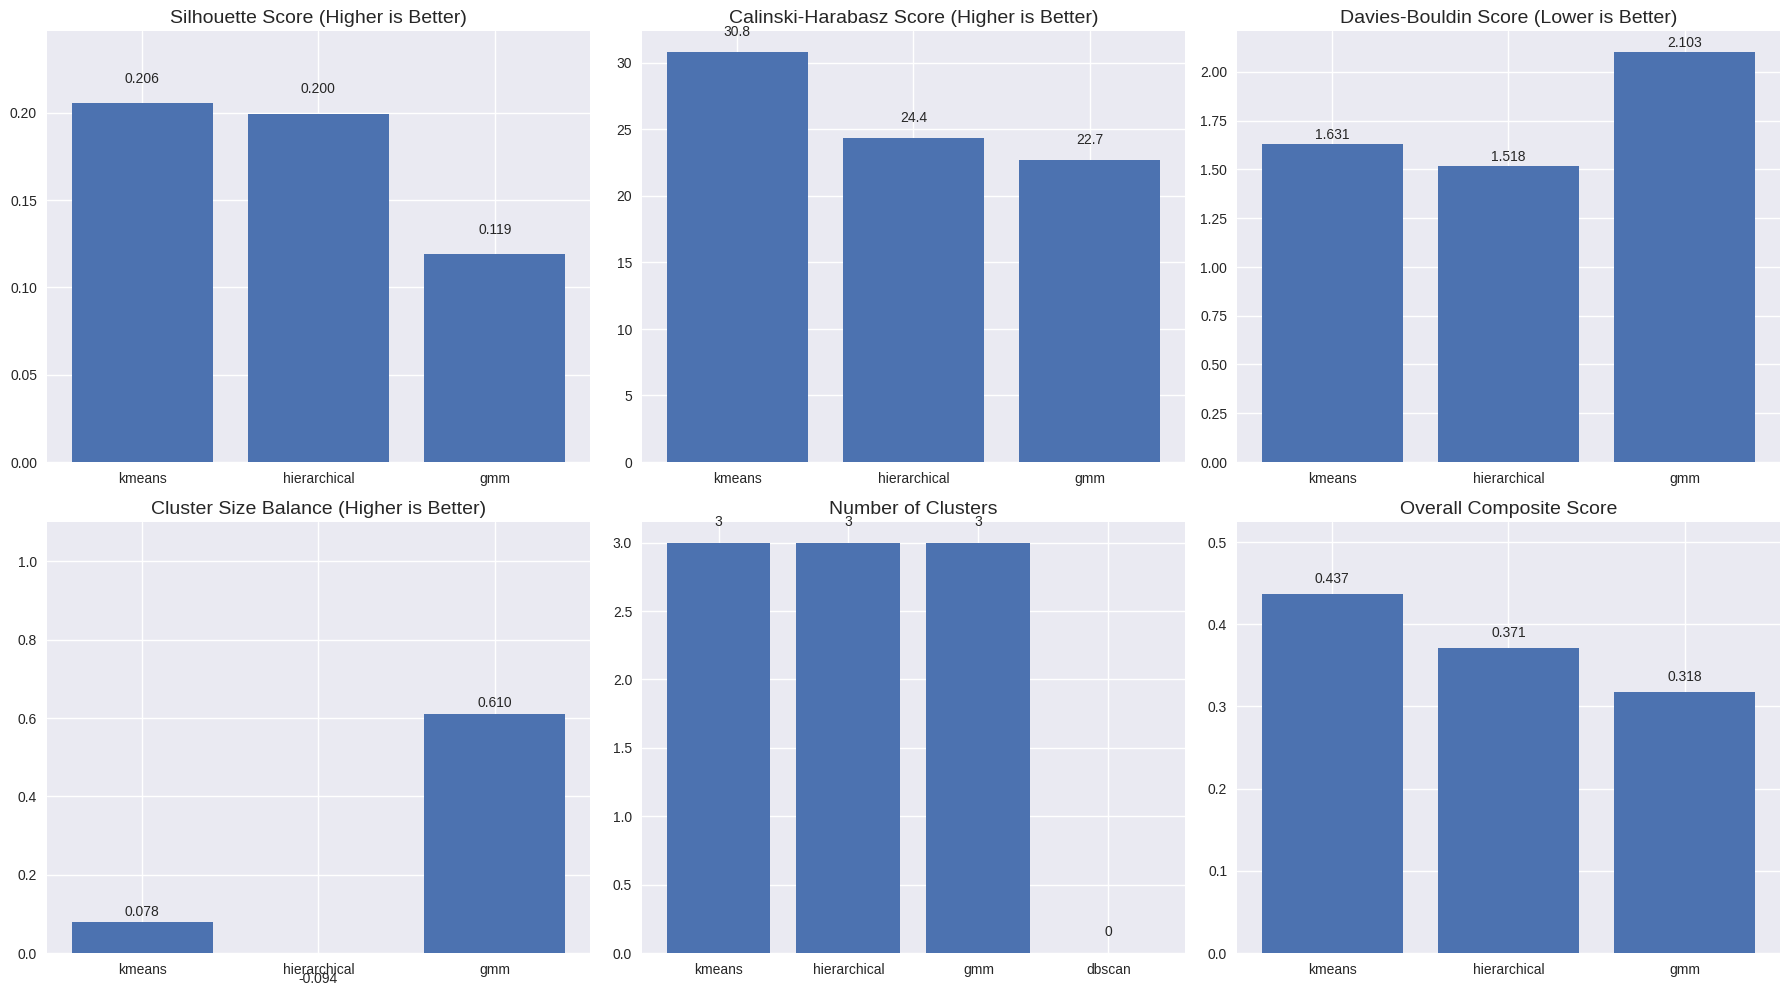 Silhouette Score (Higher is Better)
0.206
0.200
0.119
0.20
0.15
0.10
0.05
0.00
kmeans
hierarchical
gmm
Calinski-Harabasz Score (Higher is Better)
30.8
24.4
22.7
30
25
20
15
10
5
0
kmeans
hierarchical
gmm
Davies-Bouldin Score (Lower is Better)
1.631
1.518
2.103
2.00
1.75
1.50
1.25
1.00
0.75
0.50
0.25
0.00
kmeans
hierarchical
gmm
Cluster Size Balance (Higher is Better)
1.0
0.8
0.6
0.4
0.2
0.0
0.078
0.610
kmeans
hierarchical
gmm
-0.094
Number of Clusters
3
3
3
0
3.0
2.5
2.0
1.5
1.0
0.5
0.0
kmeans
hierarchical
gmm
dbscan
Overall Composite Score
0.437
0.371
0.318
0.5
0.4
0.3
0.2
0.1
0.0
kmeans
hierarchical
gmm